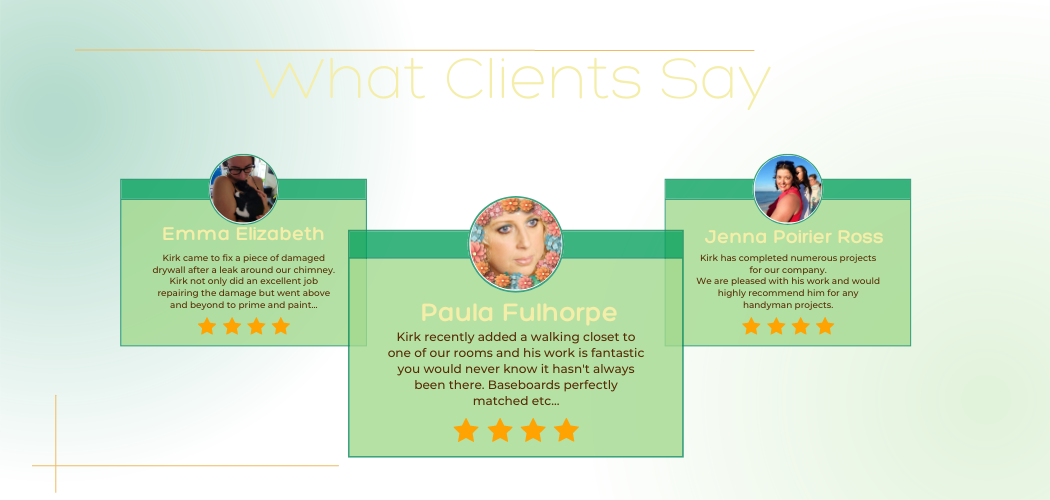 What Clients Say
Emma Elizabeth
Kirk came to fix a piece of damaged
drywall after a leak around our chimney.
Kirk not only did an excellent job
repairing the damage but went above
and beyond to prime and paint...
Paula Fulhorpe
Kirk recently added a walking closet to
one of our rooms and his work is fantastic
you would never know it hasn't always
been there. Baseboards perfectly
matched etc...
Jenna Poirier Ross
Kirk has completed numerous projects
for our company.
We are pleased with his work and would
highly recommend him for any
handyman projects.